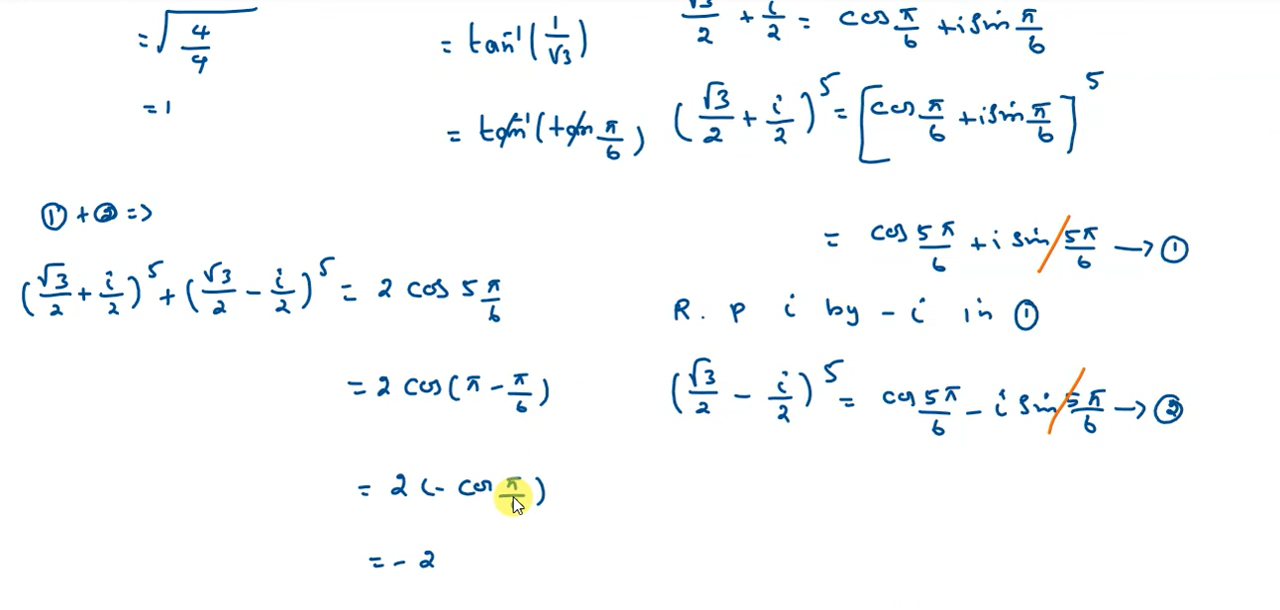 = √(4/4)
= 1
= tan⁻¹(1/√3)
= tan⁻¹(tan π/6)
√3/2 + i/2 = cos π/6 + i sin π/6
(√3/2 + i/2)⁵ = [cos π/6 + i sin π/6]⁵
= cos 5π/6 + i sin 5π/6 → ①
R. p i by - i in ①
(√3/2 - i/2)⁵ = cos 5π/6 - i sin 5π/6 → ②
① + ② =>
(√3/2 + i/2)⁵ + (√3/2 - i/2)⁵ = 2 cos 5π/6
= 2 cos(π - π/6)
= 2 (- cos π/6)
= - 2